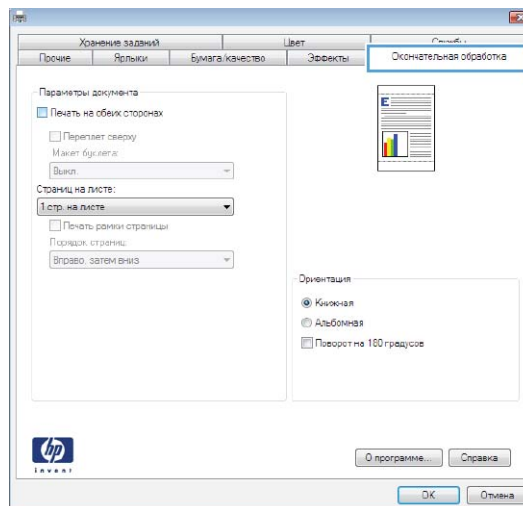 Хранение заданий Цвет Службы
Прочие Ярлыки Бумага/качество Эффекты Окончательная обработка
Параметры документа
Печать на обеих сторонах
Переплет сверху
Макет буклета:
Выкл.
Страниц на листе:
1 стр. на листе
Печать рамки страницы
Порядок страниц:
Вправо, затем вниз
E
Ориентация
Книжная
Альбомная
Поворот на 180 градусов
hp
invent
О программе... Справка
OK Отмена